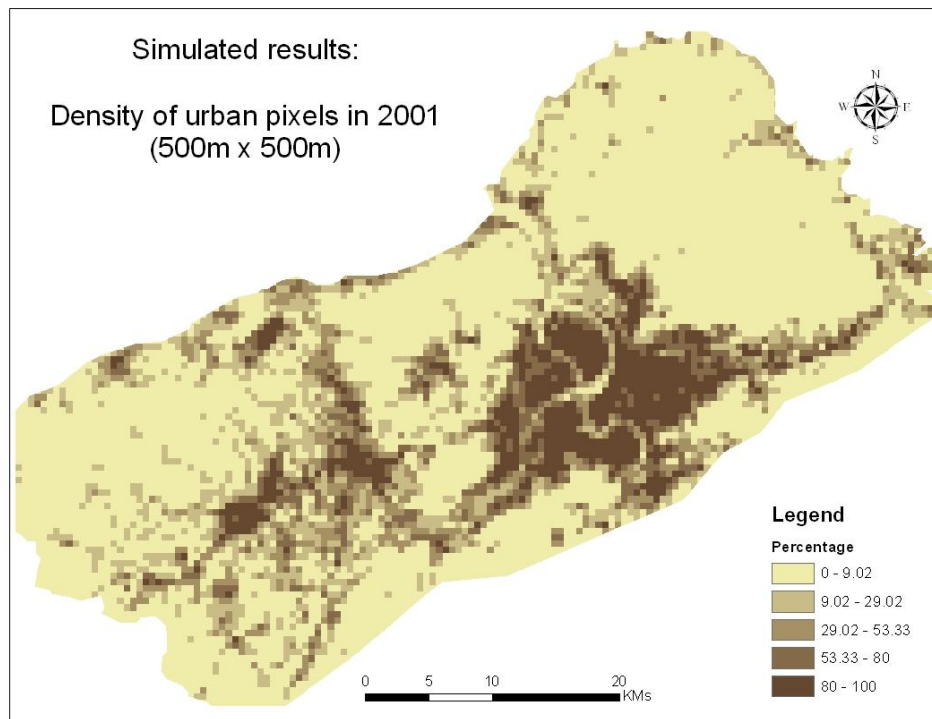 Simulated results:
Density of urban pixels in 2001
(500m x 500m)
N
W E
S
Legend
Percentage
0 - 9.02
9.02 - 29.02
29.02 - 53.33
53.33 - 80
80 - 100
0 5 10 20
KMs